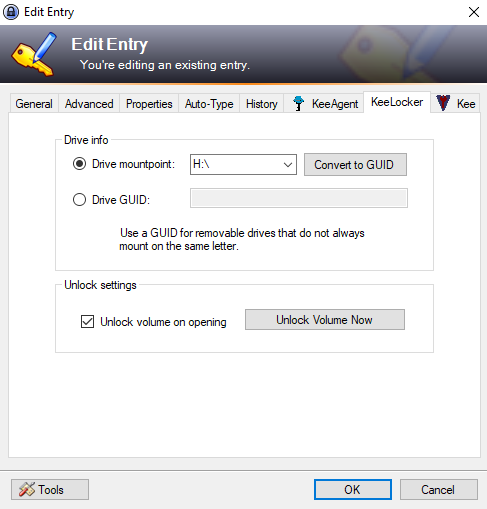 Edit Entry
Edit Entry
You're editing an existing entry.
General Advanced Properties Auto-Type History KeeAgent KeeLocker Kee
Drive info
Drive mountpoint: H:\ Convert to GUID
Drive GUID:
Use a GUID for removable drives that do not always
mount on the same letter.
Unlock settings
Unlock volume on opening Unlock Volume Now
Tools OK Cancel